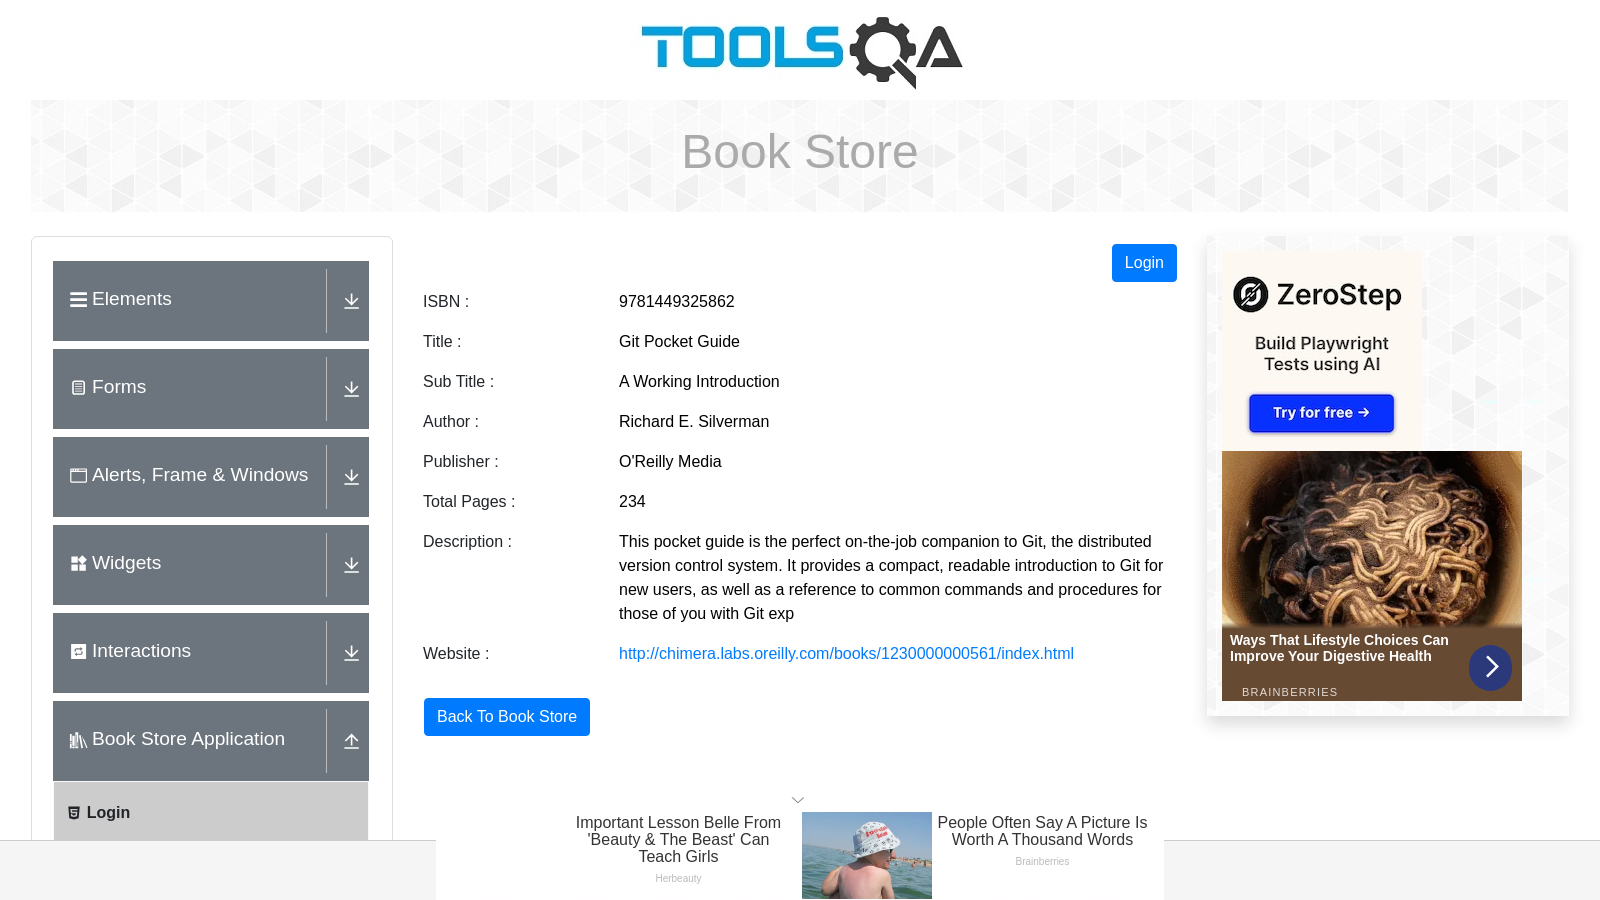 TOOLSQA
Book Store
Elements
Forms
Alerts, Frame & Windows
Widgets
Interactions
Book Store Application
Login
Login
ISBN : 9781449325862
Title : Git Pocket Guide
Sub Title : A Working Introduction
Author : Richard E. Silverman
Publisher : O'Reilly Media
Total Pages : 234
Description : This pocket guide is the perfect on-the-job companion to Git, the distributed
version control system. It provides a compact, readable introduction to Git for
new users, as well as a reference to common commands and procedures for
those of you with Git exp
Website : http://chimera.labs.oreilly.com/books/1230000000561/index.html
Back To Book Store
ZeroStep
Build Playwright
Tests using AI
Try for free →
Ways That Lifestyle Choices Can
Improve Your Digestive Health
BRAINBERRIES
Important Lesson Belle From
'Beauty & The Beast' Can
Teach Girls
Herbeauty
People Often Say A Picture Is
Worth A Thousand Words
Brainberries